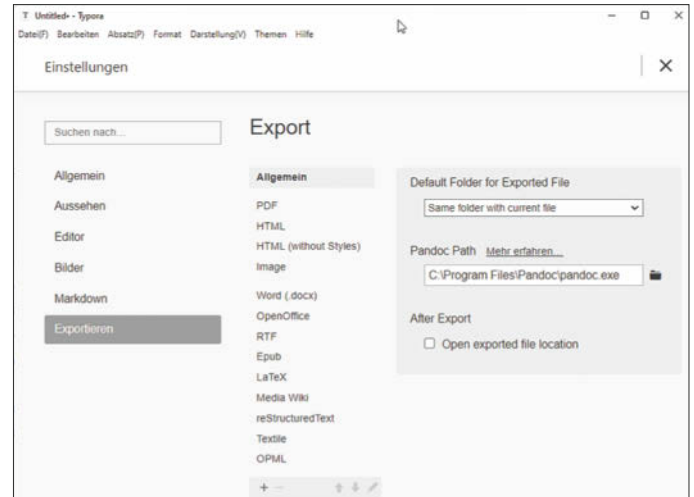 T Untitled• - Typora
Datei(F) Bearbeiten Absatz(P) Format Darstellung(V) Themen Hilfe
Einstellungen
Suchen nach...
Allgemein
Aussehen
Editor
Bilder
Markdown
Exportieren
Export
Allgemein
PDF
HTML
HTML (without Styles)
Image
Word (.docx)
OpenOffice
RTF
Epub
LaTeX
Media Wiki
reStructuredText
Textile
OPML
Default Folder for Exported File
Same folder with current file
Pandoc Path Mehr erfahren...
C:\Program Files\Pandoc\pandoc.exe
After Export
Open exported file location